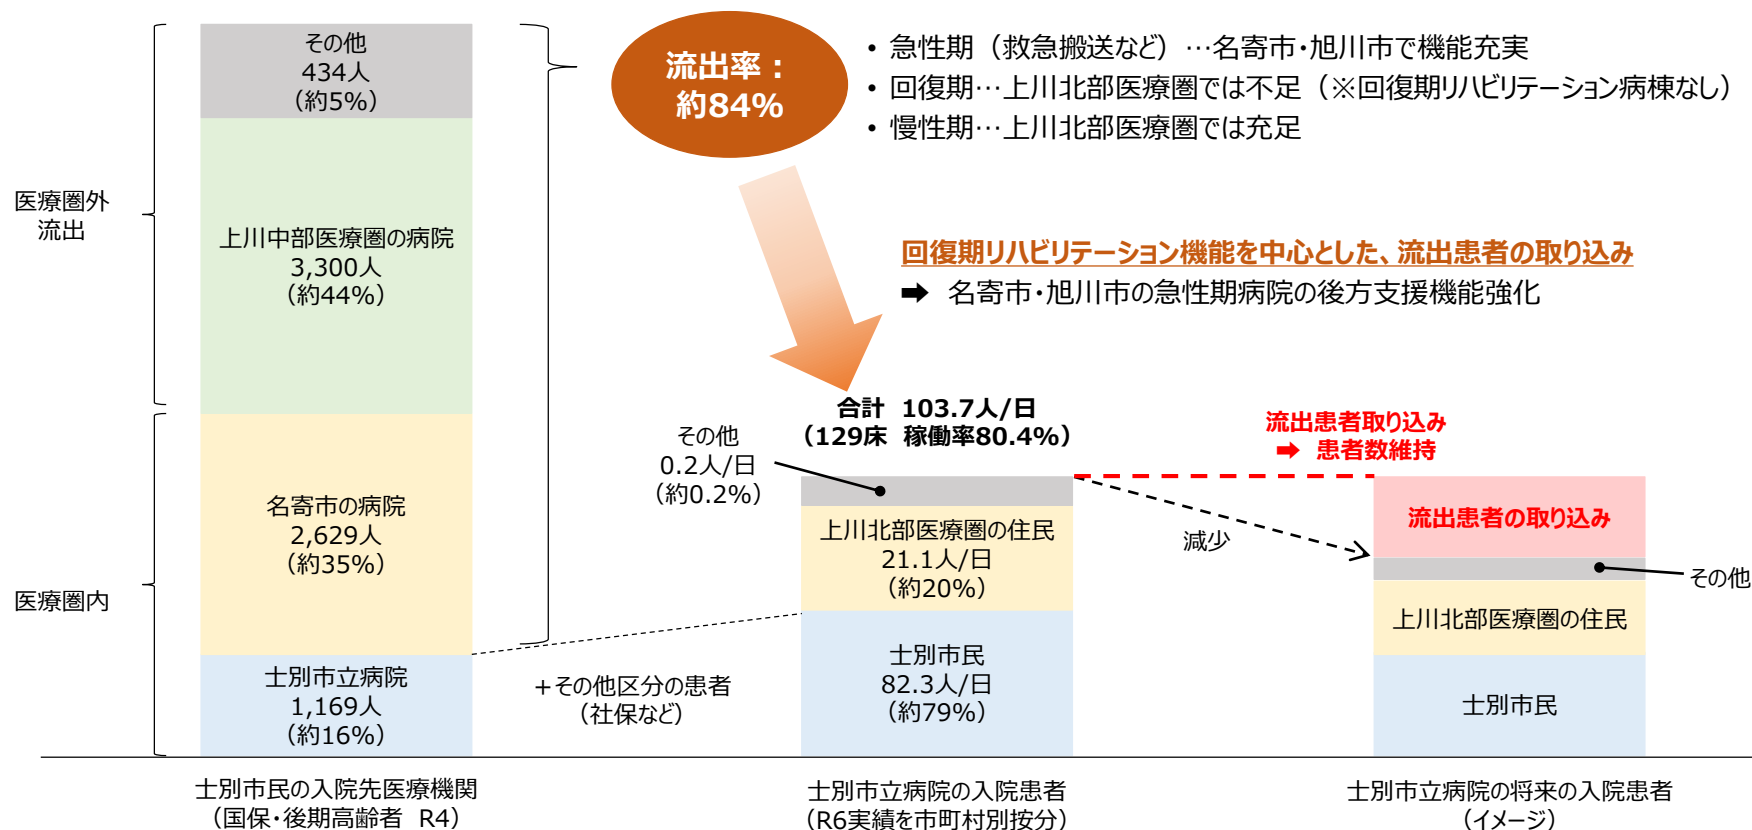 その他
434人
（約5%）
上川中部医療圏の病院
3,300人
（約44%）
名寄市の病院
2,629人
（約35%）
士別市立病院
1,169人
（約16%）
医療圏外
流出
医療圏内
士別市民の入院先医療機関
（国保・後期高齢者 R4）
流出率：
約84%
• 急性期（救急搬送など）…名寄市・旭川市で機能充実
• 回復期…上川北部医療圏では不足（※回復期リハビリテーション病棟なし）
• 慢性期…上川北部医療圏では充足
回復期リハビリテーション機能を中心とした、流出患者の取り込み
➡ 名寄市・旭川市の急性期病院の後方支援機能強化
合計 103.7人/日
（129床 稼働率80.4%）
その他
0.2人/日
（約0.2%）
上川北部医療圏の住民
21.1人/日
（約20%）
士別市民
82.3人/日
（約79%）
＋その他区分の患者
（社保など）
士別市立病院の入院患者
（R6実績を市町村別按分）
流出患者取り込み
➡ 患者数維持
減少
流出患者の取り込み
その他
上川北部医療圏の住民
士別市民
士別市立病院の将来の入院患者
（イメージ）